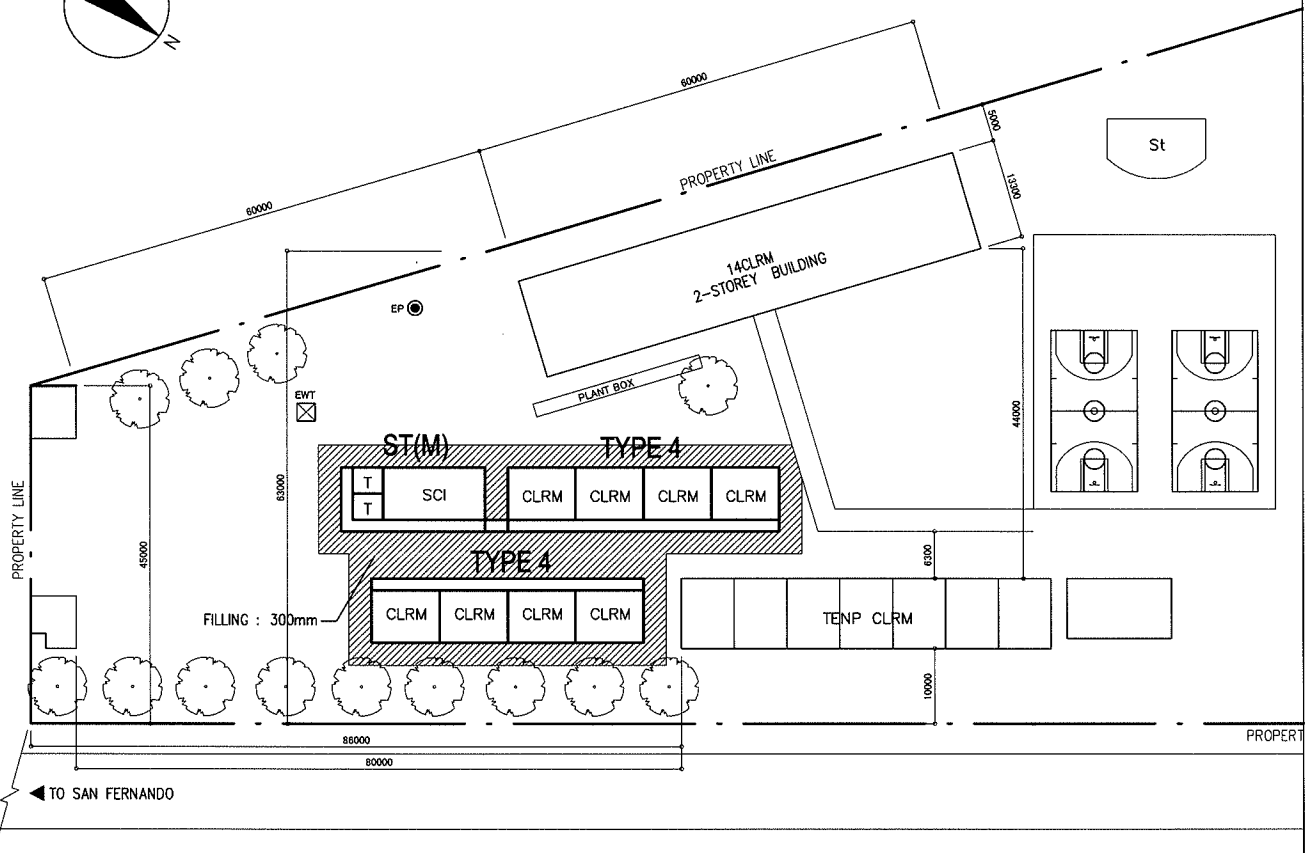 N
60000
60000
5000
St
PROPERTY LINE
13300
14CLRM
2-STOREY BUILDING
EP
PLANT BOX
EWT
44000
63000
ST(M)
TYPE 4
T
T
SCI
CLRM
CLRM
CLRM
CLRM
PROPERTY LINE
45000
TYPE 4
6300
CLRM
CLRM
CLRM
CLRM
FILLING : 300mm
TENP CLRM
10000
86000
PROPERT
80000
TO SAN FERNANDO